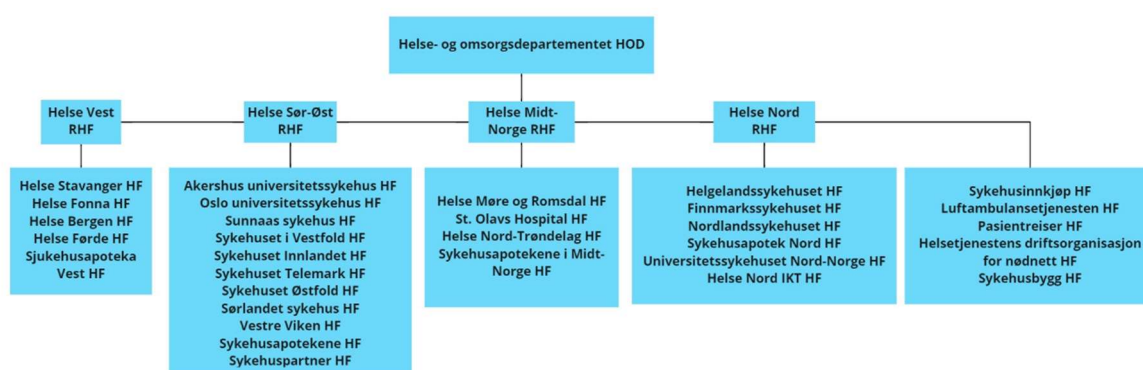 Helse- og omsorgsdepartementet HOD
Helse Vest
RHF
Helse Sør-Øst
RHF
Helse Midt-
Norge RHF
Helse Nord
RHF
Helse Stavanger HF
Helse Fonna HF
Helse Bergen HF
Helse Førde HF
Sjukehusapoteka
Vest HF
Akershus universitetssykehus HF
Oslo universitetssykehus HF
Sunnaas sykehus HF
Sykehuset i Vestfold HF
Sykehuset Innlandet HF
Sykehuset Telemark HF
Sykehuset Østfold HF
Sørlandet sykehus HF
Vestre Viken HF
Sykehusapotekene HF
Sykehuspartner HF
Helse Møre og Romsdal HF
St. Olavs Hospital HF
Helse Nord-Trøndelag HF
Sykehusapotekene i Midt-
Norge HF
Helgelandssykehuset HF
Finnmarkssykehuset HF
Nordlandssykehuset HF
Sykehusapotek Nord HF
Universitetssykehuset Nord-Norge HF
Helse Nord IKT HF
Sykehusinnkjøp HF
Luftambulansetjenesten HF
Pasientreiser HF
Helsetjenestens driftsorganisasjon
for nødnett HF
Sykehusbygg HF